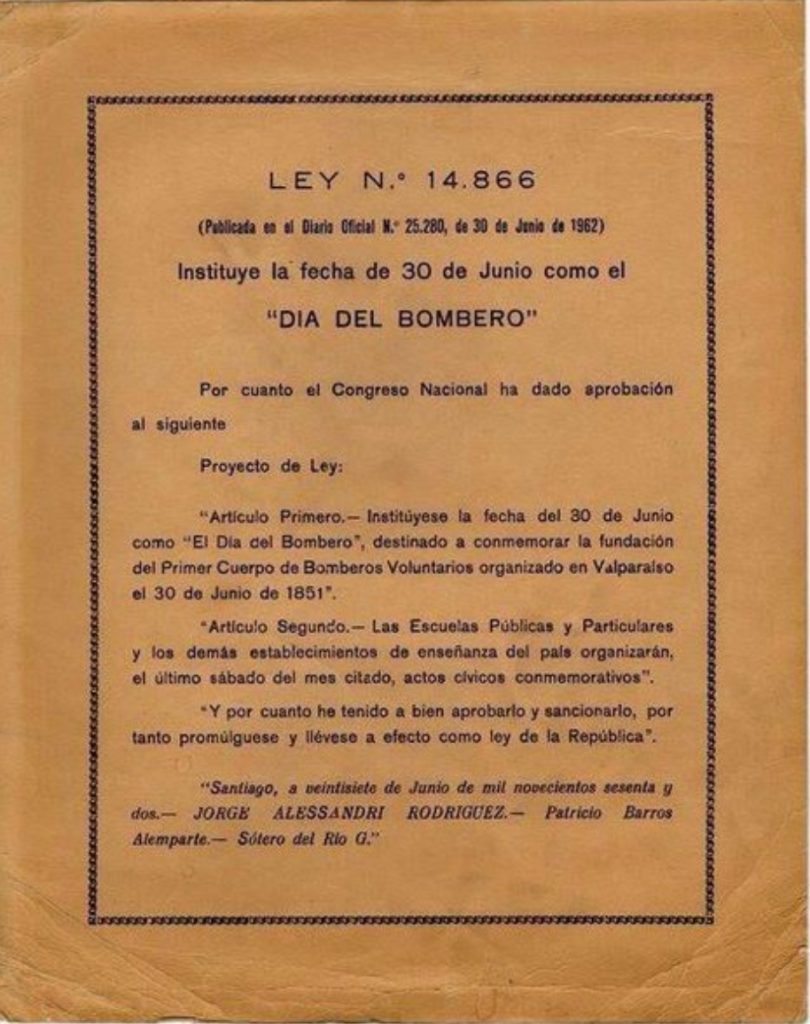 LEY N.º 14.866
(Publicada en el Diario Oficial N.º 25.280, de 30 de Junio de 1962)
Instituye la fecha de 30 de Junio como el
“DIA DEL BOMBERO”
Por cuanto el Congreso Nacional ha dado aprobación
al siguiente
Proyecto de Ley:
“Artículo Primero.— Institúyese la fecha del 30 de Junio
como “El Día del Bombero”, destinado a conmemorar la fundación
del Primer Cuerpo de Bomberos Voluntarios organizado en Valparaíso
el 30 de Junio de 1851”.
“Artículo Segundo.— Las Escuelas Públicas y Particulares
y los demás establecimientos de enseñanza del país organizarán,
el último sábado del mes citado, actos cívicos conmemorativos”.
“Y por cuanto he tenido a bien aprobarlo y sancionarlo, por
tanto promúlguese y llévese a efecto como ley de la República”.
“Santiago, a veintisiete de Junio de mil novecientos sesenta y
dos.— JORGE ALESSANDRI RODRIGUEZ.— Patricio Barros
Alemparte.— Sótero del Río G.”